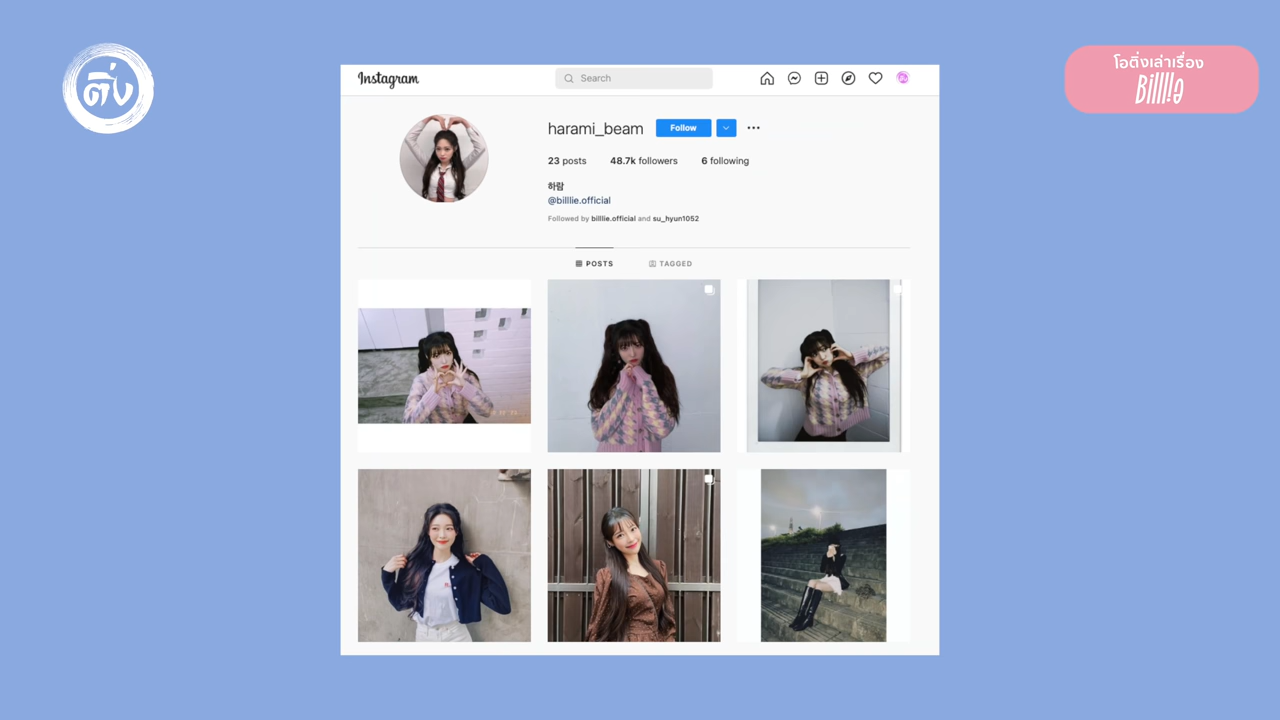 ติ่ง
โอติ่งเล่าเรื่อง
Billlie
Instagram
Search
harami_beam
Follow
23 posts 48.7k followers 6 following
하람
@billlie.official
Followed by billlie.official and su_hyun1052
POSTS TAGGED